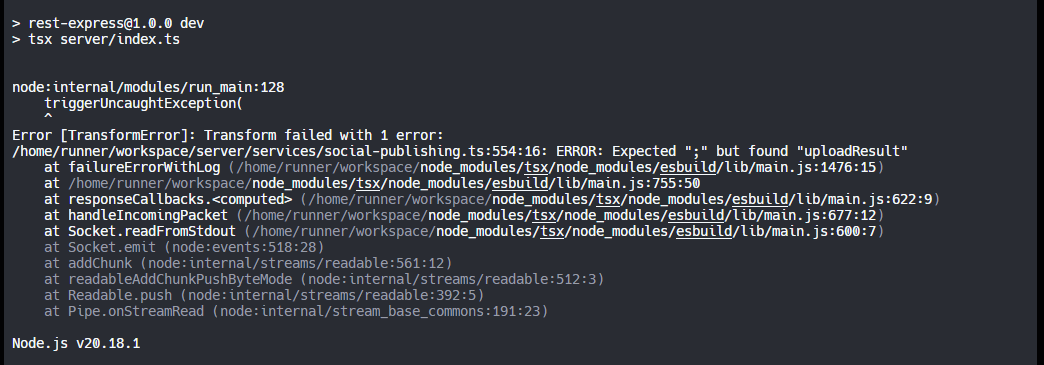 > rest-express@1.0.0 dev
> tsx server/index.ts
node:internal/modules/run_main:128
    triggerUncaughtException(
    ^
Error [TransformError]: Transform failed with 1 error:
/home/runner/workspace/server/services/social-publishing.ts:554:16: ERROR: Expected ";" but found "uploadResult"
    at failureErrorWithLog (/home/runner/workspace/node_modules/tsx/node_modules/esbuild/lib/main.js:1476:15)
    at /home/runner/workspace/node_modules/tsx/node_modules/esbuild/lib/main.js:755:50
    at responseCallbacks.<computed> (/home/runner/workspace/node_modules/tsx/node_modules/esbuild/lib/main.js:622:9)
    at handleIncomingPacket (/home/runner/workspace/node_modules/tsx/node_modules/esbuild/lib/main.js:677:12)
    at Socket.readFromStdout (/home/runner/workspace/node_modules/tsx/node_modules/esbuild/lib/main.js:600:7)
    at Socket.emit (node:events:518:28)
    at addChunk (node:internal/streams/readable:561:12)
    at readableAddChunkPushByteMode (node:internal/streams/readable:512:3)
    at Readable.push (node:internal/streams/readable:392:5)
    at Pipe.onStreamRead (node:internal/stream_base_commons:191:23)
Node.js v20.18.1